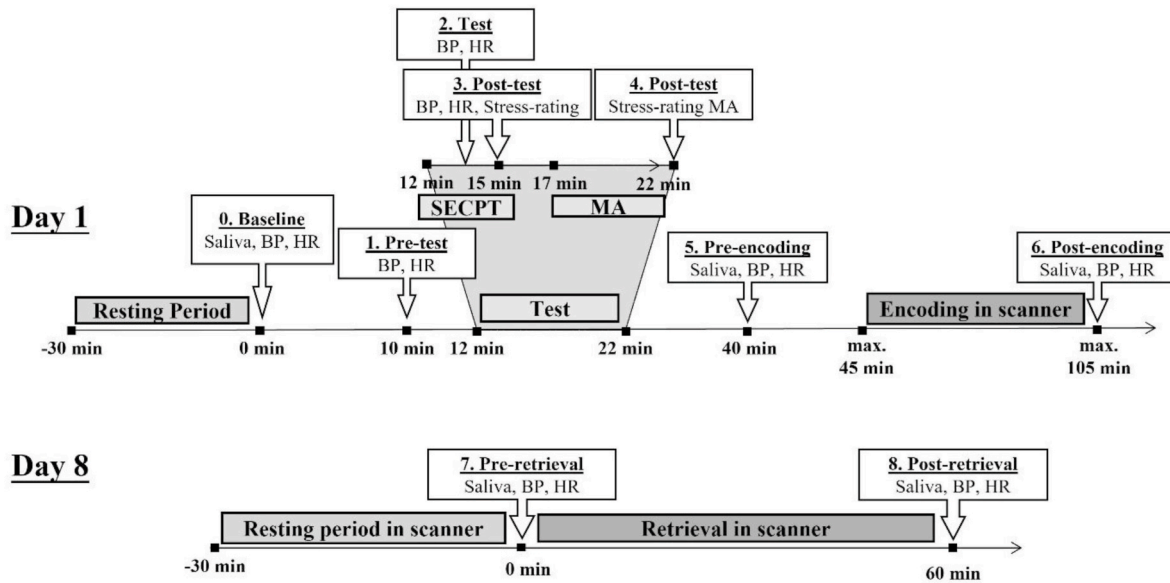 2. Test
BP, HR
3. Post-test
BP, HR, Stress-rating
4. Post-test
Stress-rating MA
12 min
15 min
17 min
22 min
SECPT
MA
Day 1
0. Baseline
Saliva, BP, HR
1. Pre-test
BP, HR
5. Pre-encoding
Saliva, BP, HR
6. Post-encoding
Saliva, BP, HR
Resting Period
Test
Encoding in scanner
-30 min
0 min
10 min
12 min
22 min
40 min
max.
45 min
max.
105 min
Day 8
7. Pre-retrieval
Saliva, BP, HR
8. Post-retrieval
Saliva, BP, HR
Resting period in scanner
Retrieval in scanner
-30 min
0 min
60 min